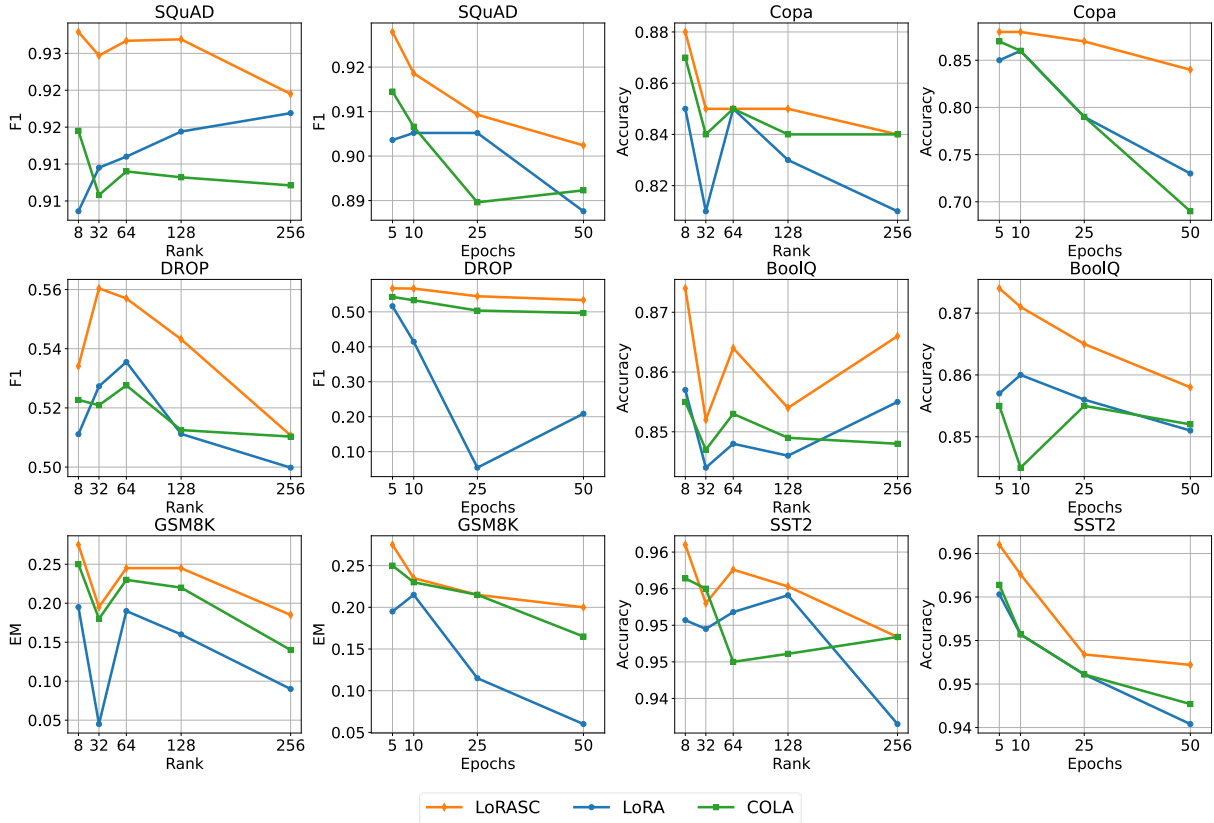 SQuAD
0.93
0.92
0.92
0.91
0.91
F1
8 32 64 128 256
Rank
SQuAD
0.92
0.91
0.90
0.89
F1
5 10 25 50
Epochs
Copa
0.88
0.86
0.84
0.82
Accuracy
8 32 64 128 256
Rank
Copa
0.85
0.80
0.75
0.70
Accuracy
5 10 25 50
Epochs
DROP
0.56
0.54
0.52
0.50
F1
8 32 64 128 256
Rank
DROP
0.50
0.40
0.30
0.20
0.10
F1
5 10 25 50
Epochs
BoolQ
0.87
0.86
0.85
Accuracy
8 32 64 128 256
Rank
BoolQ
0.87
0.86
0.85
Accuracy
5 10 25 50
Epochs
GSM8K
0.25
0.20
0.15
0.10
0.05
EM
8 32 64 128 256
Rank
GSM8K
0.25
0.20
0.15
0.10
0.05
EM
5 10 25 50
Epochs
SST2
0.96
0.96
0.95
0.95
0.94
Accuracy
8 32 64 128 256
Rank
SST2
0.96
0.96
0.95
0.95
0.94
Accuracy
5 10 25 50
Epochs
LoRASC LoRA COLA